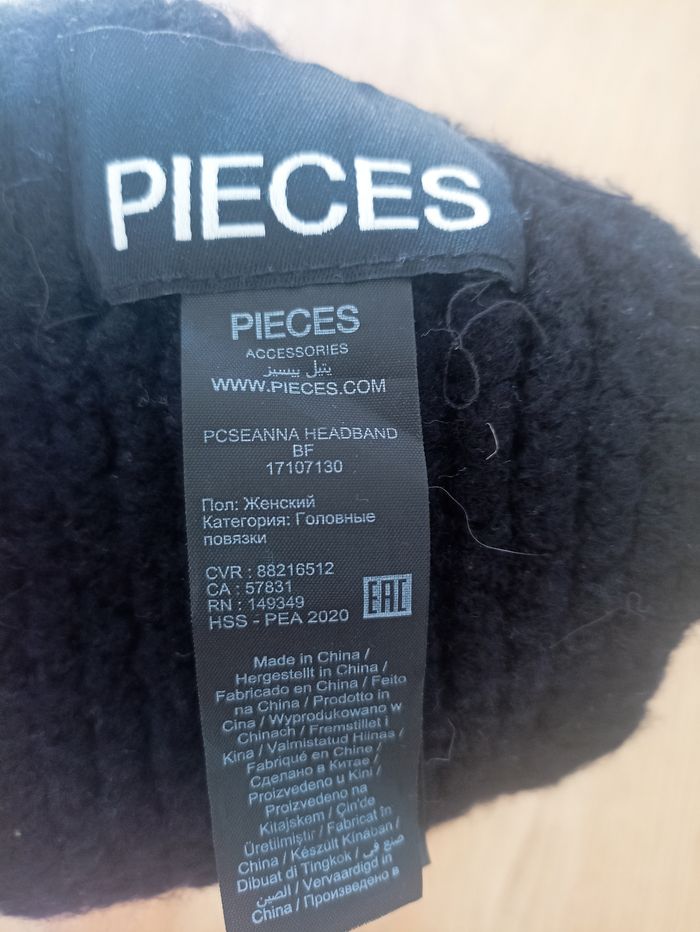 PIECES
PIECES
ACCESSORIES
يتيل بيسيز
WWW.PIECES.COM
PCSEANNA HEADBAND
BF
17107130
Пол: Женский
Категория: Головные
повязки
CVR : 88216512
CA : 57831
RN : 149349
HSS - PEA 2020
EAC
Made in China /
Hergestellt in China /
Fabricado en China / Feito
na China / Prodotto in
Cina / Wyprodukowano w
Chinach / Fremstillet i
Kina / Valmistatud Hiinas /
Fabriqué en Chine /
Сделано в Китае /
Proizvedeno u Kini /
Proizvedeno na
Kitajskem / Çin'de
Üretilmiştir / Fabricat în
China / Készült Kínában /
Dibuat di Tingkok / صنع في
الصين / Vervaardigd in
China / Произведено в